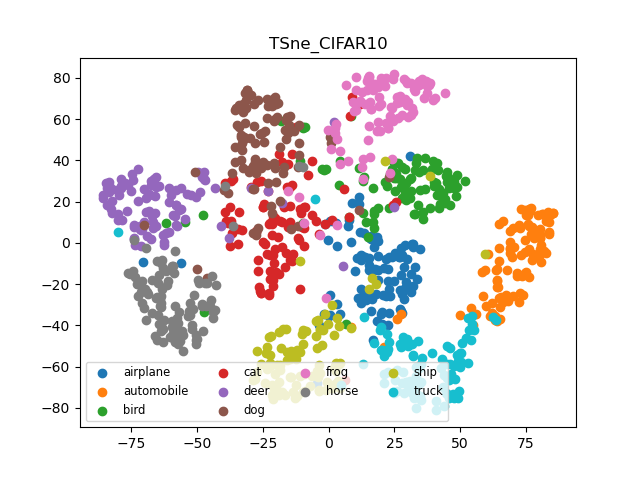 TSne_CIFAR10
80
60
40
20
0
−20
−40
−60
−80
airplane cat frog ship
automobile deer horse truck
bird dog
−75 −50 −25 0 25 50 75